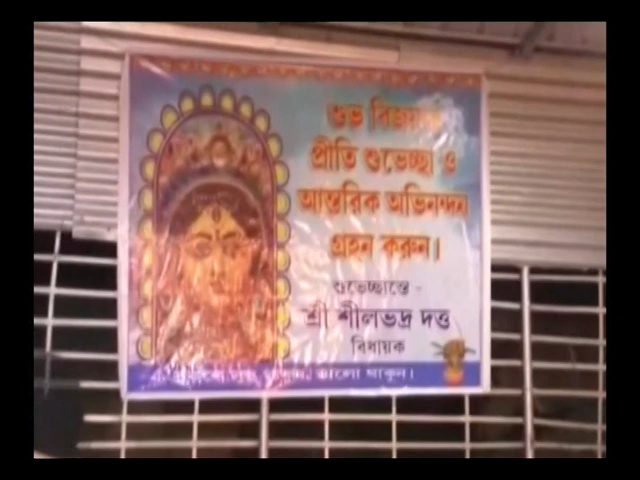 শুভ বিজয়ার
প্রীতি শুভেচ্ছা ও
আন্তরিক অভিনন্দন
গ্রহন করুন।
শুভেচ্ছান্তে -
শ্রী শীলভদ্র দত্ত
বিধায়ক
ভালো থাকুন।